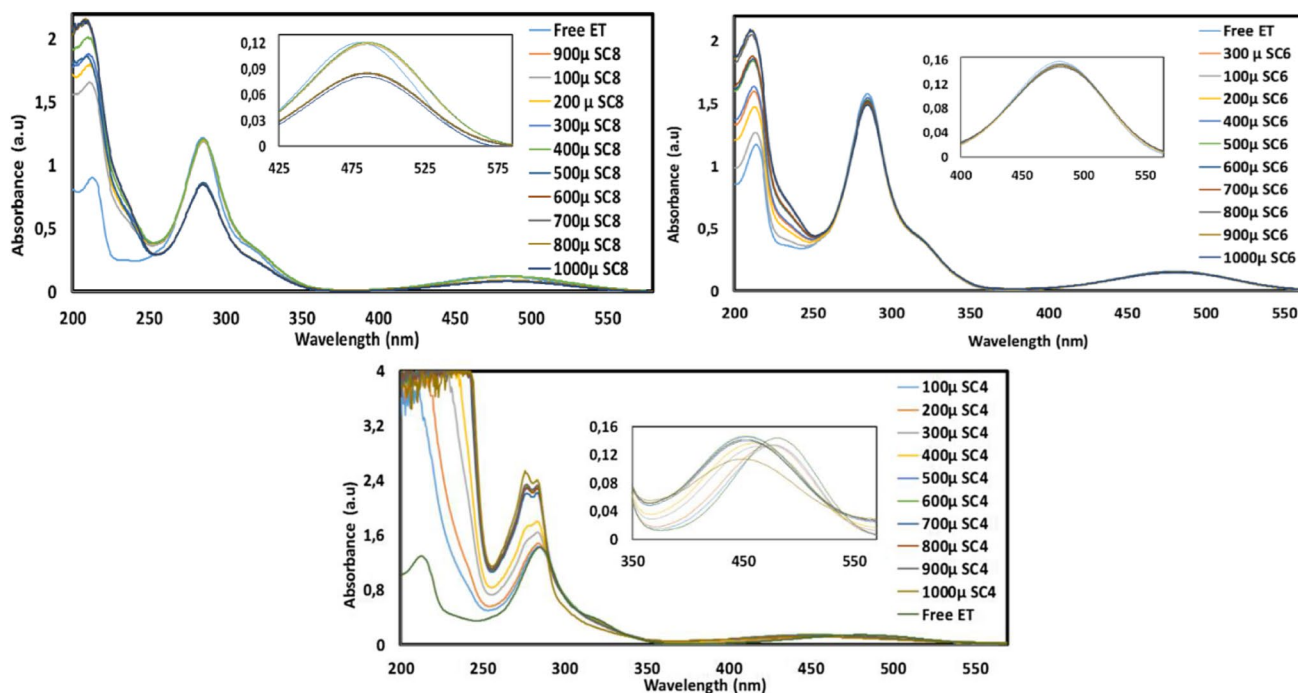 2
1,5
1
0,5
0
Absorbance (a.u)
200 250 300 350 400 450 500 550
Wavelength (nm)
0,12
0,09
0,06
0,03
0
425 475 525 575
Free ET
900µ SC8
100µ SC8
200 µ SC8
300µ SC8
400µ SC8
500µ SC8
600µ SC8
700µ SC8
800µ SC8
1000µ SC8
2
1,5
1
0,5
0
Absorbance (a.u)
200 250 300 350 400 450 500 550
Wavelength (nm)
0,16
0,12
0,08
0,04
0
400 450 500 550
Free ET
300 µ SC6
100µ SC6
200µ SC6
400µ SC6
500µ SC6
600µ SC6
700µ SC6
800µ SC6
900µ SC6
1000µ SC6
4
3,2
2,4
1,6
0,8
0
Absorbance (a.u)
200 250 300 350 400 450 500 550
Wavelength (nm)
0,16
0,12
0,08
0,04
0
350 450 550
100µ SC4
200µ SC4
300µ SC4
400µ SC4
500µ SC4
600µ SC4
700µ SC4
800µ SC4
900µ SC4
1000µ SC4
Free ET